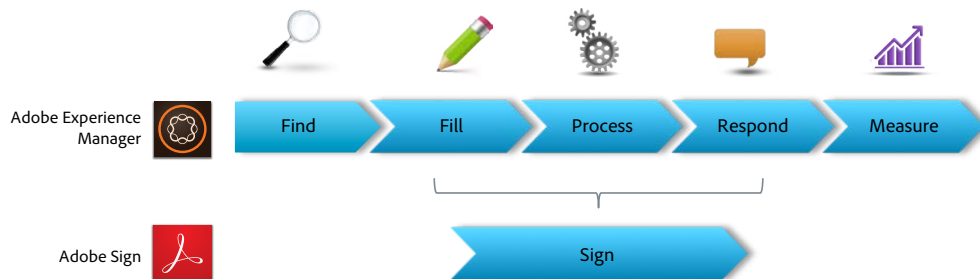 Adobe Experience
Manager
Find
Fill
Process
Respond
Measure
Adobe Sign
Sign